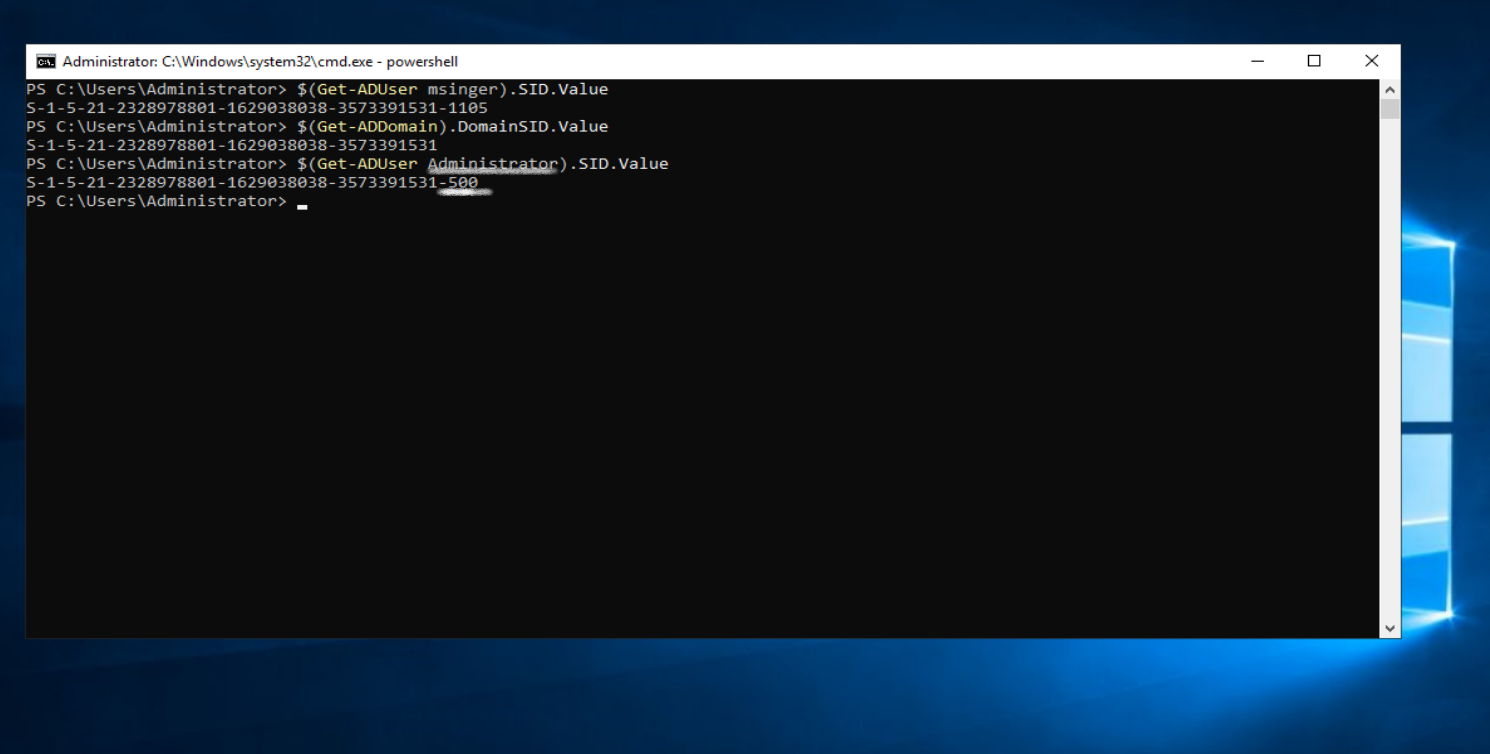 Administrator: C:\Windows\system32\cmd.exe - powershell
PS C:\Users\Administrator> $(Get-ADUser msinger).SID.Value
S-1-5-21-2328978801-1629038038-3573391531-1105
PS C:\Users\Administrator> $(Get-ADDomain).DomainSID.Value
S-1-5-21-2328978801-1629038038-3573391531
PS C:\Users\Administrator> $(Get-ADUser Administrator).SID.Value
S-1-5-21-2328978801-1629038038-3573391531-500
PS C:\Users\Administrator>